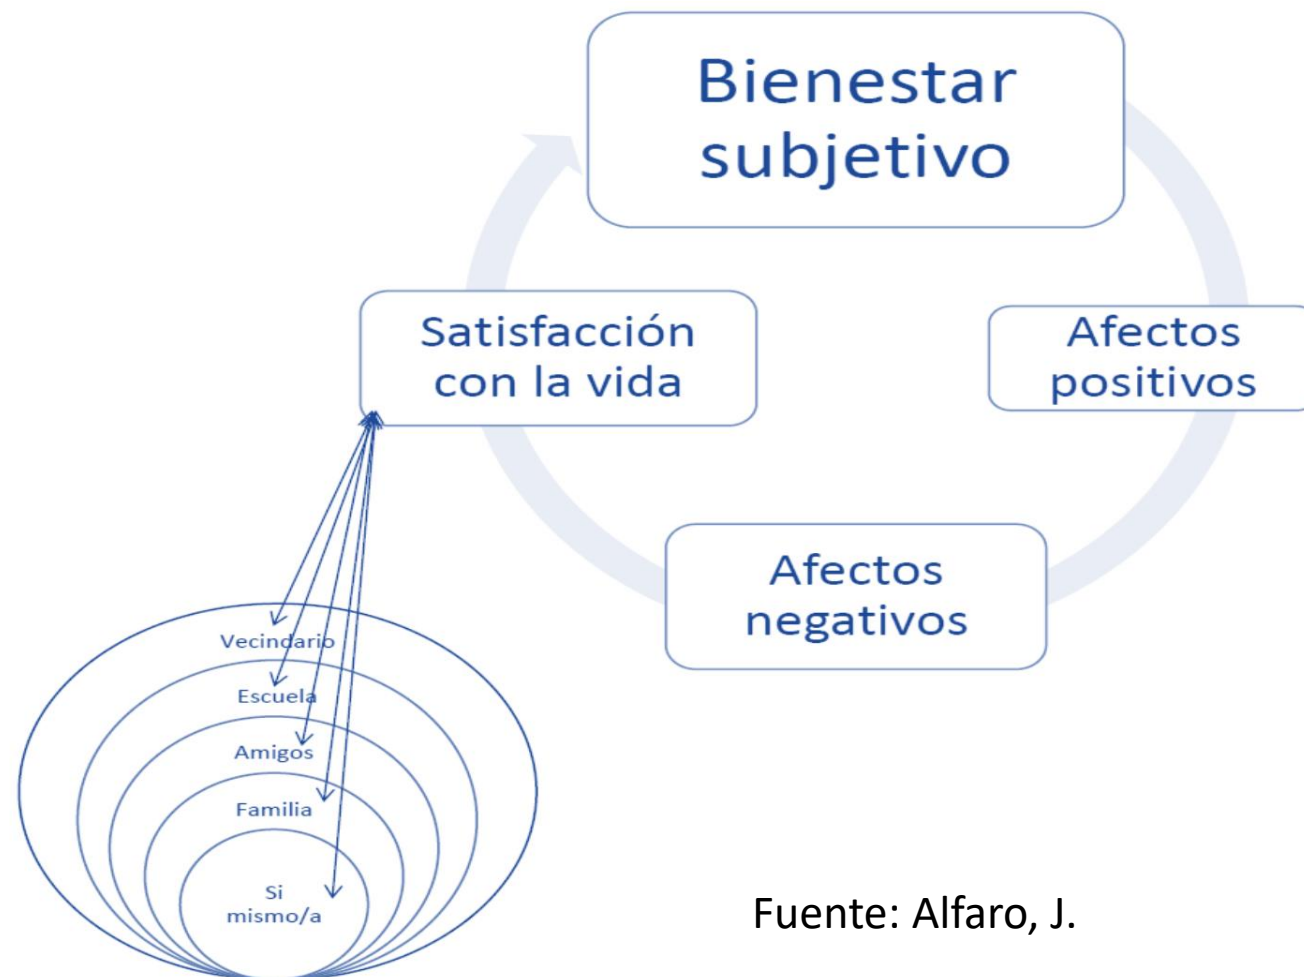 Bienestar
subjetivo
Satisfacción
con la vida
Afectos
positivos
Afectos
negativos
Vecindario
Escuela
Amigos
Familia
Si
mismo/a
Fuente: Alfaro, J.